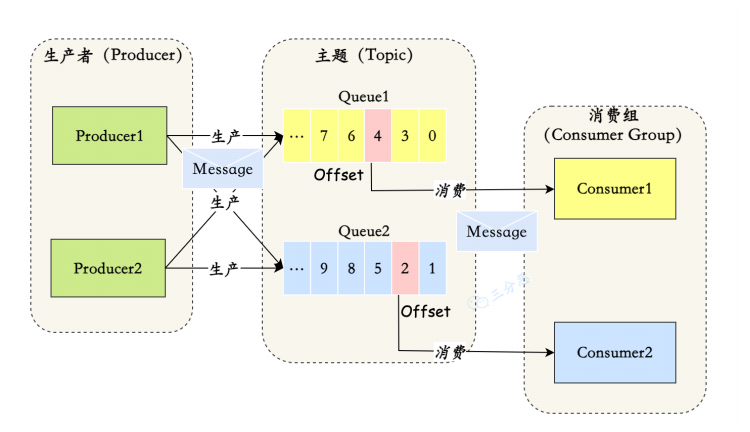 生产者（Producer）
主题（Topic）
Queue1
消费组
（Consumer Group）
Producer1
生产
… 7 6 4 3 0
Message
Offset
Consumer1
消费
生产
Queue2
Message
Producer2
生产
… 9 8 5 2 1
三分恶
Offset
消费
Consumer2